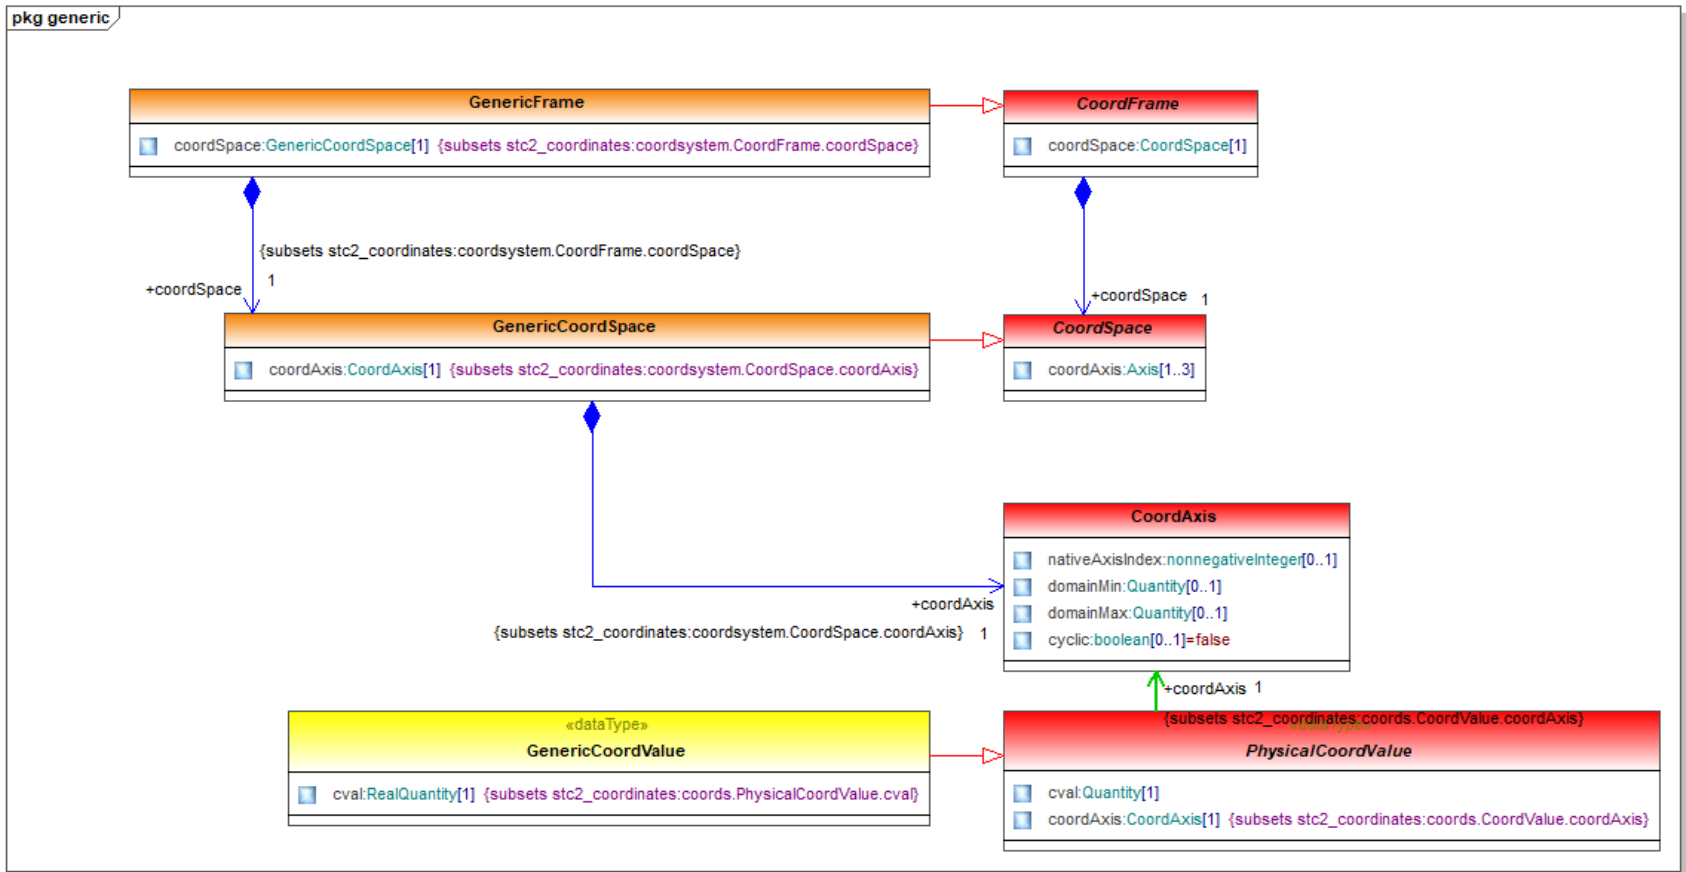 pkg generic
GenericFrame
coordSpace:GenericCoordSpace[1] {subsets stc2_coordinates:coordsystem.CoordFrame.coordSpace}
CoordFrame
coordSpace:CoordSpace[1]
{subsets stc2_coordinates:coordsystem.CoordFrame.coordSpace}
1
+coordSpace
+coordSpace 1
GenericCoordSpace
coordAxis:CoordAxis[1] {subsets stc2_coordinates:coordsystem.CoordSpace.coordAxis}
CoordSpace
coordAxis:Axis[1..3]
CoordAxis
nativeAxisIndex:nonnegativeInteger[0..1]
domainMin:Quantity[0..1]
domainMax:Quantity[0..1]
cyclic:boolean[0..1]=false
+coordAxis
{subsets stc2_coordinates:coordsystem.CoordSpace.coordAxis} 1
+coordAxis 1
{subsets stc2_coordinates:coords.CoordValue.coordAxis}
«dataType»
GenericCoordValue
cval:RealQuantity[1] {subsets stc2_coordinates:coords.PhysicalCoordValue.cval}
«dataType»
PhysicalCoordValue
cval:Quantity[1]
coordAxis:CoordAxis[1] {subsets stc2_coordinates:coords.CoordValue.coordAxis}